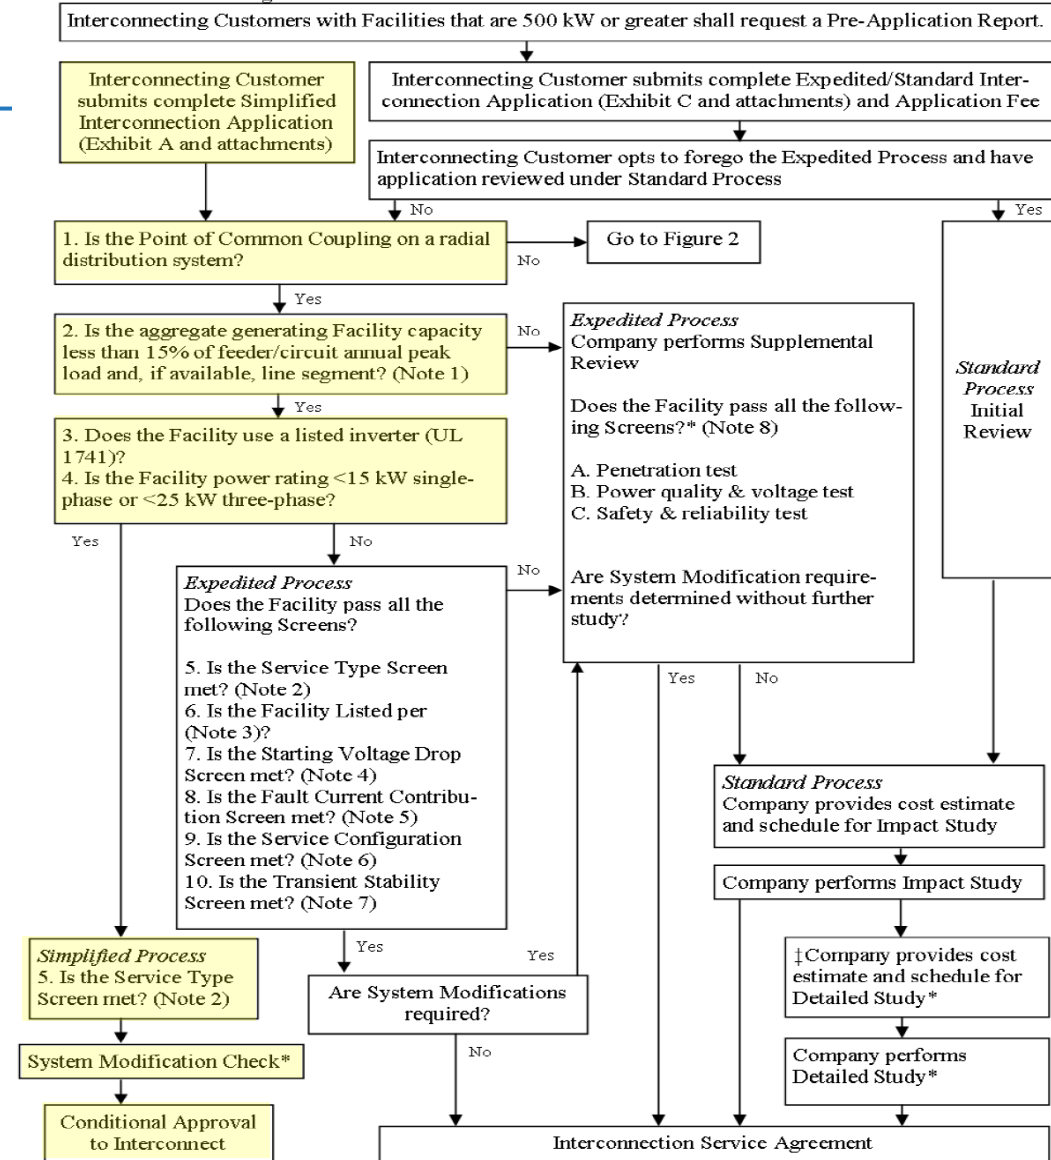 Interconnecting Customers with Facilities that are 500 kW or greater shall request a Pre-Application Report.
Interconnecting Customer
submits complete Simplified
Interconnection Application
(Exhibit A and attachments)
Interconnecting Customer submits complete Expedited/Standard Inter-
connection Application (Exhibit C and attachments) and Application Fee
Interconnecting Customer opts to forego the Expedited Process and have
application reviewed under Standard Process
No
Yes
1. Is the Point of Common Coupling on a radial
distribution system?
No
Go to Figure 2
Yes
2. Is the aggregate generating Facility capacity
less than 15% of feeder/circuit annual peak
load and, if available, line segment? (Note 1)
No
Yes
3. Does the Facility use a listed inverter (UL
1741)?
4. Is the Facility power rating <15 kW single-
phase or <25 kW three-phase?
Yes
No
Expedited Process
Company performs Supplemental
Review
Does the Facility pass all the follow-
ing Screens?* (Note 8)
A. Penetration test
B. Power quality & voltage test
C. Safety & reliability test
Are System Modification require-
ments determined without further
study?
Standard
Process
Initial
Review
Expedited Process
Does the Facility pass all the
following Screens?
5. Is the Service Type Screen
met? (Note 2)
6. Is the Facility Listed per
(Note 3)?
7. Is the Starting Voltage Drop
Screen met? (Note 4)
8. Is the Fault Current Contribu-
tion Screen met? (Note 5)
9. Is the Service Configuration
Screen met? (Note 6)
10. Is the Transient Stability
Screen met? (Note 7)
No
Yes
No
Yes
Yes
Are System Modifications
required?
No
Simplified Process
5. Is the Service Type
Screen met? (Note 2)
System Modification Check*
Conditional Approval
to Interconnect
Standard Process
Company provides cost estimate
and schedule for Impact Study
Company performs Impact Study
‡Company provides cost
estimate and schedule for
Detailed Study*
Company performs
Detailed Study*
Interconnection Service Agreement